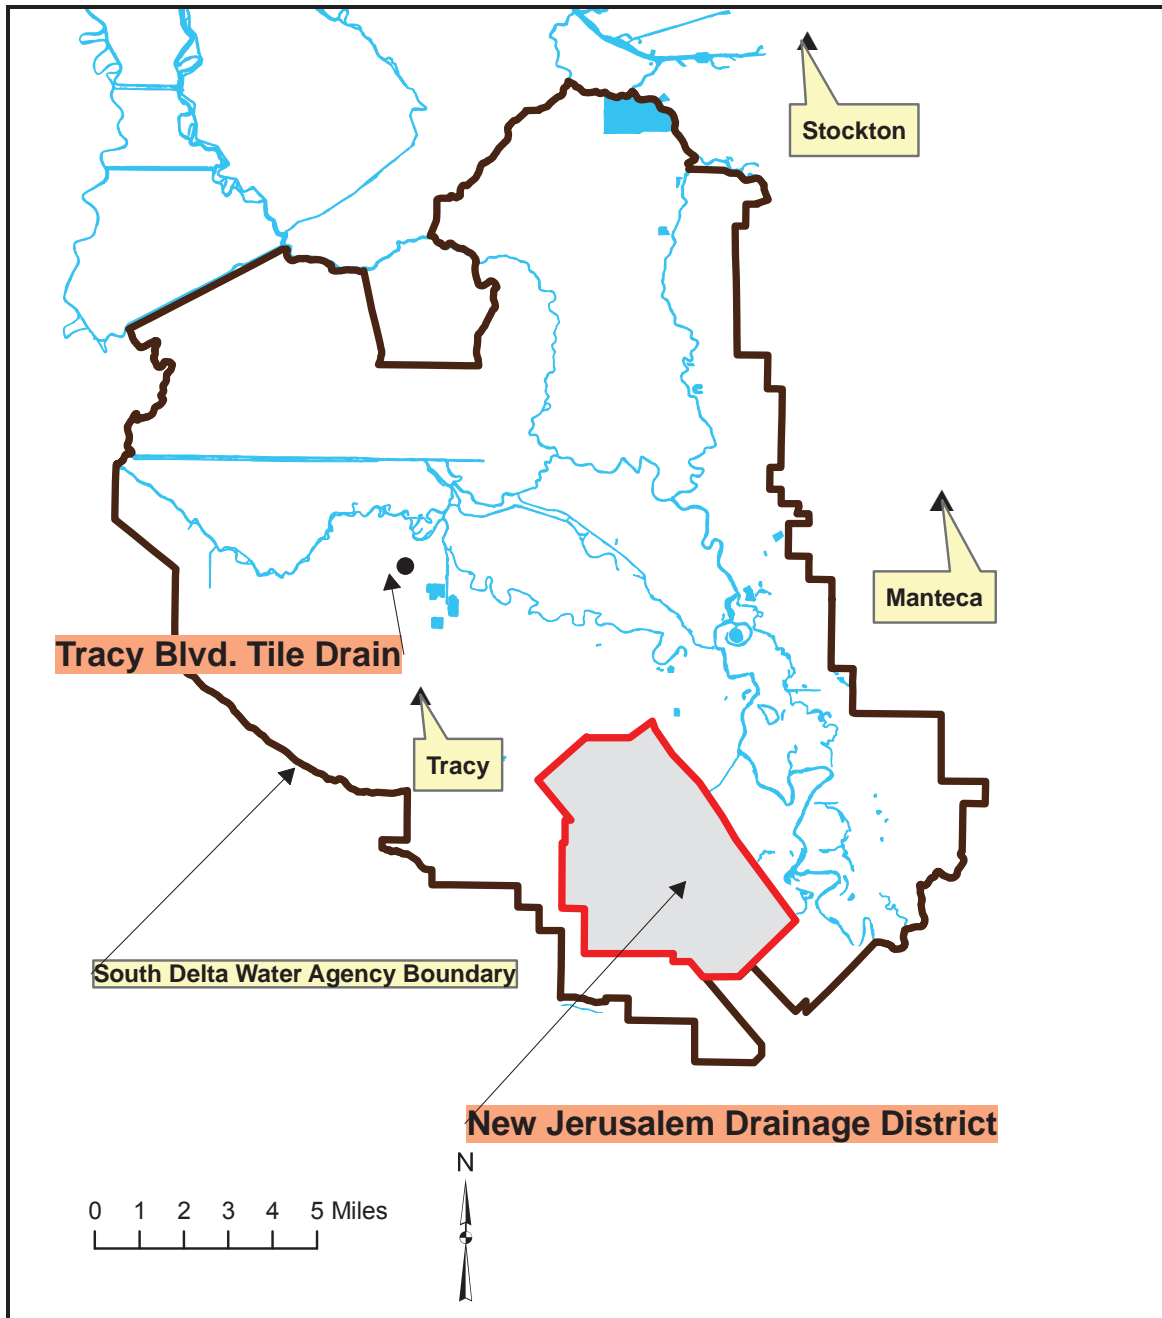 Stockton
Manteca
Tracy Blvd. Tile Drain
Tracy
South Delta Water Agency Boundary
New Jerusalem Drainage District
N
0 1 2 3 4 5 Miles